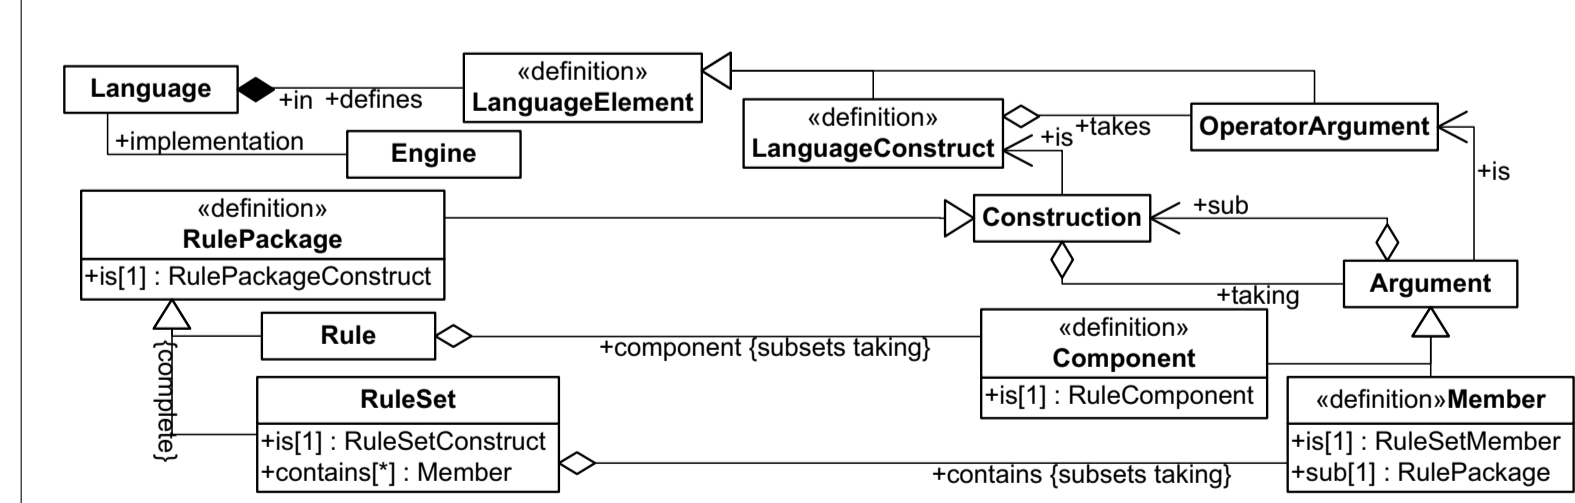 Language
+in +defines
«definition»
LanguageElement
+implementation
Engine
«definition»
LanguageConstruct
+takes
OperatorArgument
+is
+is
«definition»
RulePackage
+is[1] : RulePackageConstruct
Construction
+sub
Argument
+taking
{complete}
Rule
+component {subsets taking}
«definition»
Component
+is[1] : RuleComponent
RuleSet
+is[1] : RuleSetConstruct
+contains[*] : Member
+contains {subsets taking}
«definition»Member
+is[1] : RuleSetMember
+sub[1] : RulePackage